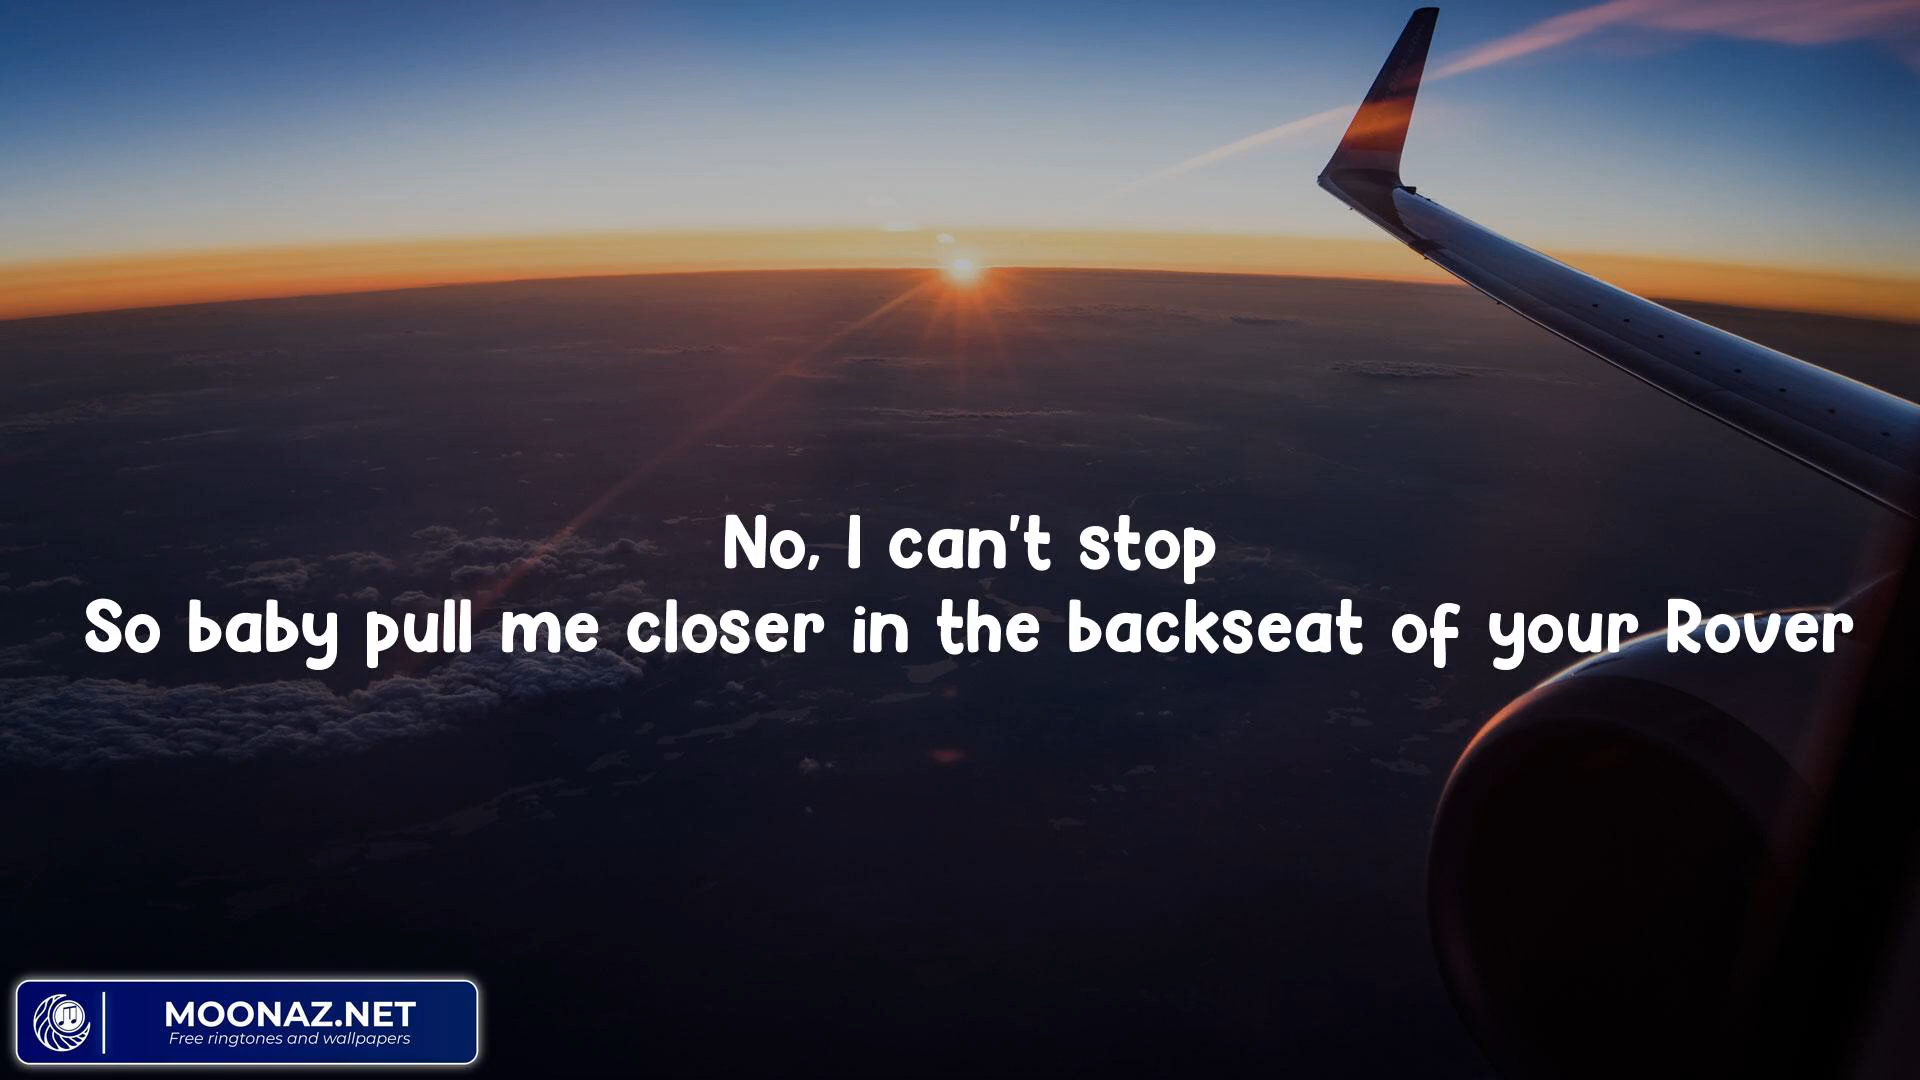 No, I can't stop
So baby pull me closer in the backseat of your Rover
MOONAZ.NET
Free ringtones and wallpapers